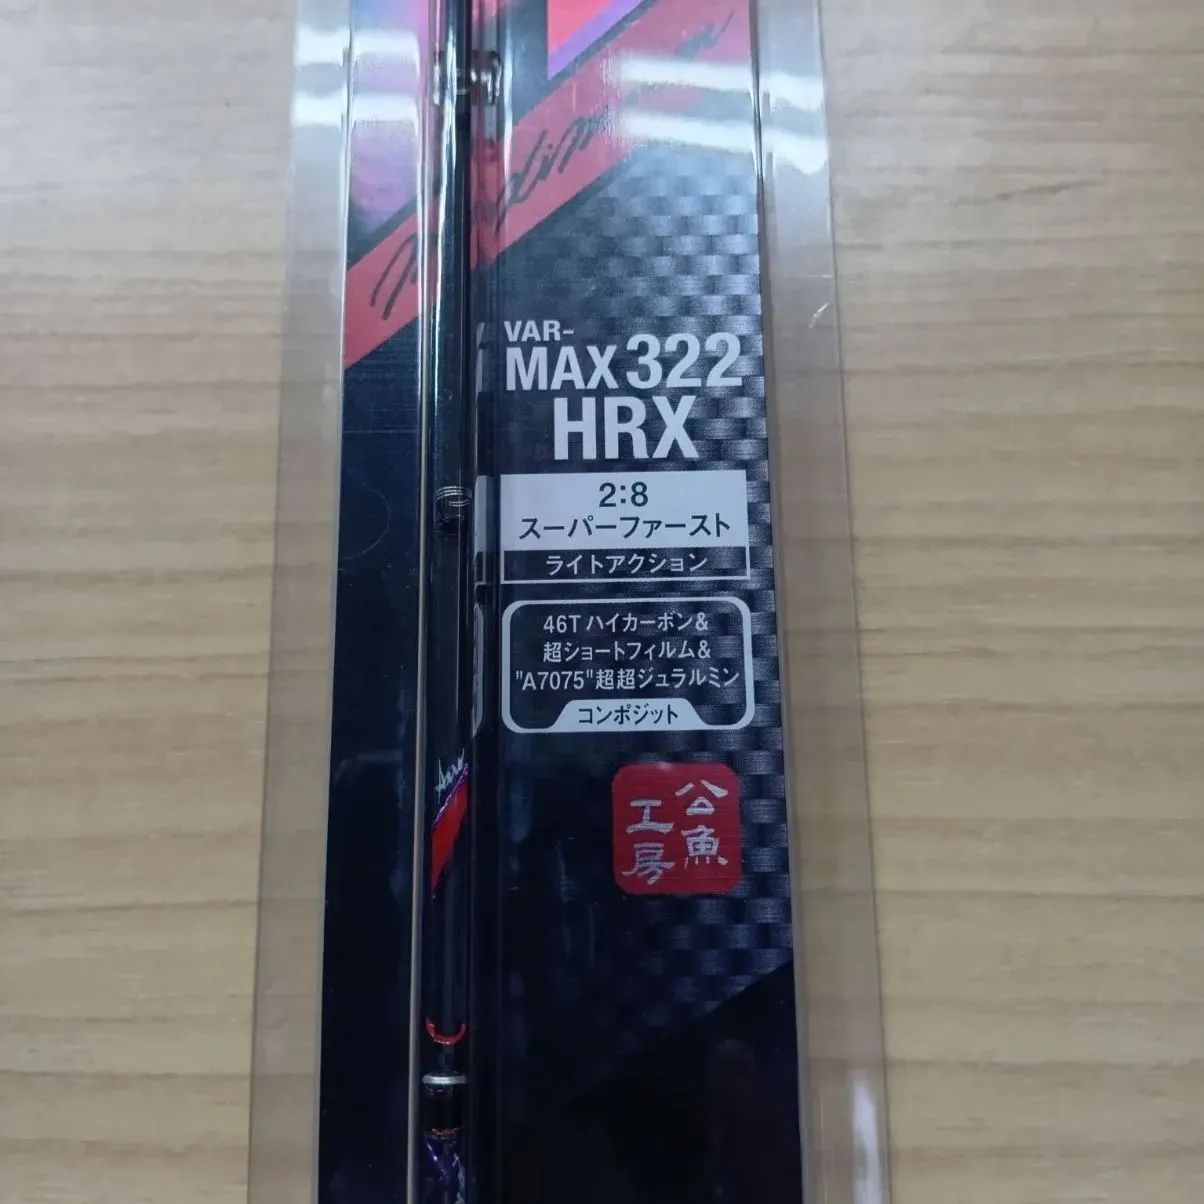 VAR-
MAX 322
HRX
2:8
スーパーファースト
ライトアクション
46T ハイカーボン&
超ショートフィルム&
"A7075"超超ジュラルミン
コンポジット
公魚
工房